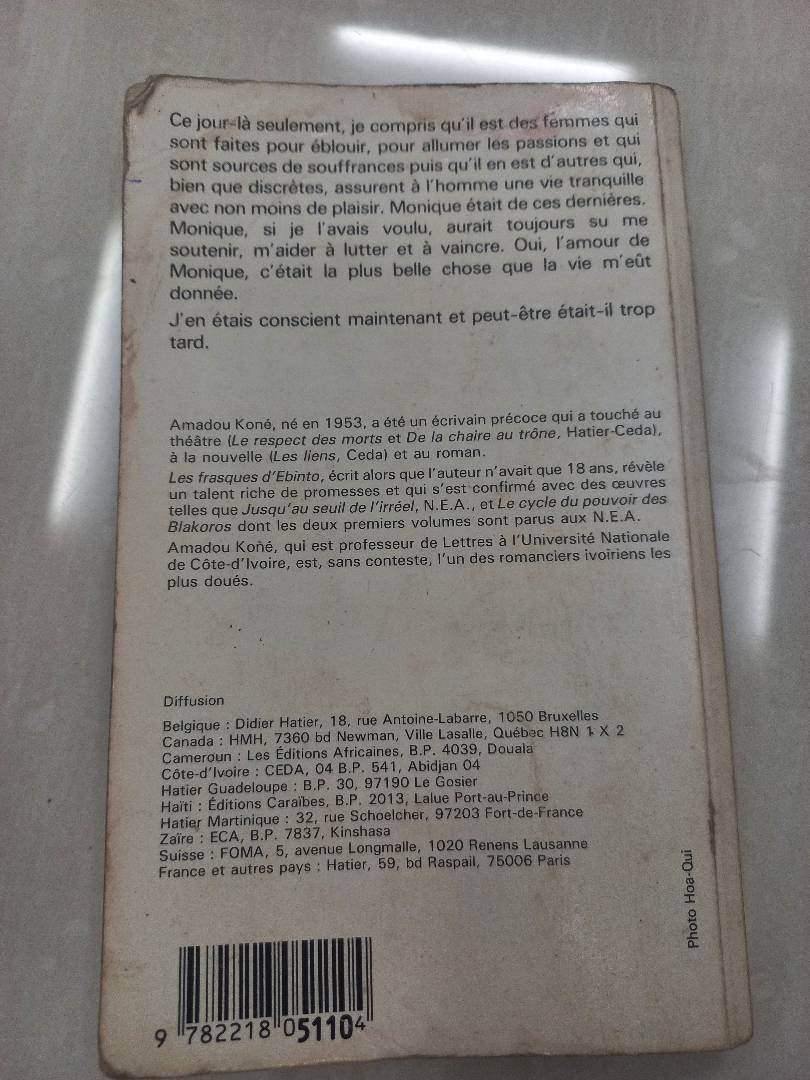 Ce jour-là seulement, je compris qu'il est des femmes qui
sont faites pour éblouir, pour allumer les passions et qui
sont sources de souffrances puis qu'il en est d'autres qui,
bien que discrètes, assurent à l'homme une vie tranquille
avec non moins de plaisir. Monique était de ces dernières.
Monique, si je l'avais voulu, aurait toujours su me
soutenir, m'aider à lutter et à vaincre. Oui, l'amour de
Monique, c'était la plus belle chose que la vie m'eût
donnée.
J'en étais conscient maintenant et peut-être était-il trop
tard.
Amadou Koné, né en 1953, a été un écrivain précoce qui a touché au
théâtre (Le respect des morts et De la chaire au trône, Hatier-Ceda),
à la nouvelle (Les liens, Ceda) et au roman.
Les frasques d'Ebinto, écrit alors que l'auteur n'avait que 18 ans, révèle
un talent riche de promesses et qui s'est confirmé avec des œuvres
telles que Jusqu'au seuil de l'irréel, N.E.A., et Le cycle du pouvoir des
Blakoros dont les deux premiers volumes sont parus aux N.E.A.
Amadou Koné, qui est professeur de Lettres à l'Université Nationale
de Côte-d'Ivoire, est, sans conteste, l'un des romanciers ivoiriens les
plus doués.
Diffusion
Belgique : Didier Hatier, 18, rue Antoine-Labarre, 1050 Bruxelles
Canada : HMH, 7360 bd Newman, Ville Lasalle, Québec H8N 1 X 2
Cameroun : Les Éditions Africaines, B.P. 4039, Douala
Côte-d'Ivoire : CEDA, 04 B.P. 541, Abidjan 04
Hatier Guadeloupe : B.P. 30, 97190 Le Gosier
Haïti : Éditions Caraïbes, B.P. 2013, Lalue Port-au-Prince
Hatier Martinique : 32, rue Schoelcher, 97203 Fort-de-France
Zaïre : ECA, B.P. 7837, Kinshasa
Suisse : FOMA, 5, avenue Longmalle, 1020 Renens Lausanne
France et autres pays : Hatier, 59, bd Raspail, 75006 Paris
Photo Hoa-Qui
9 782218 051104